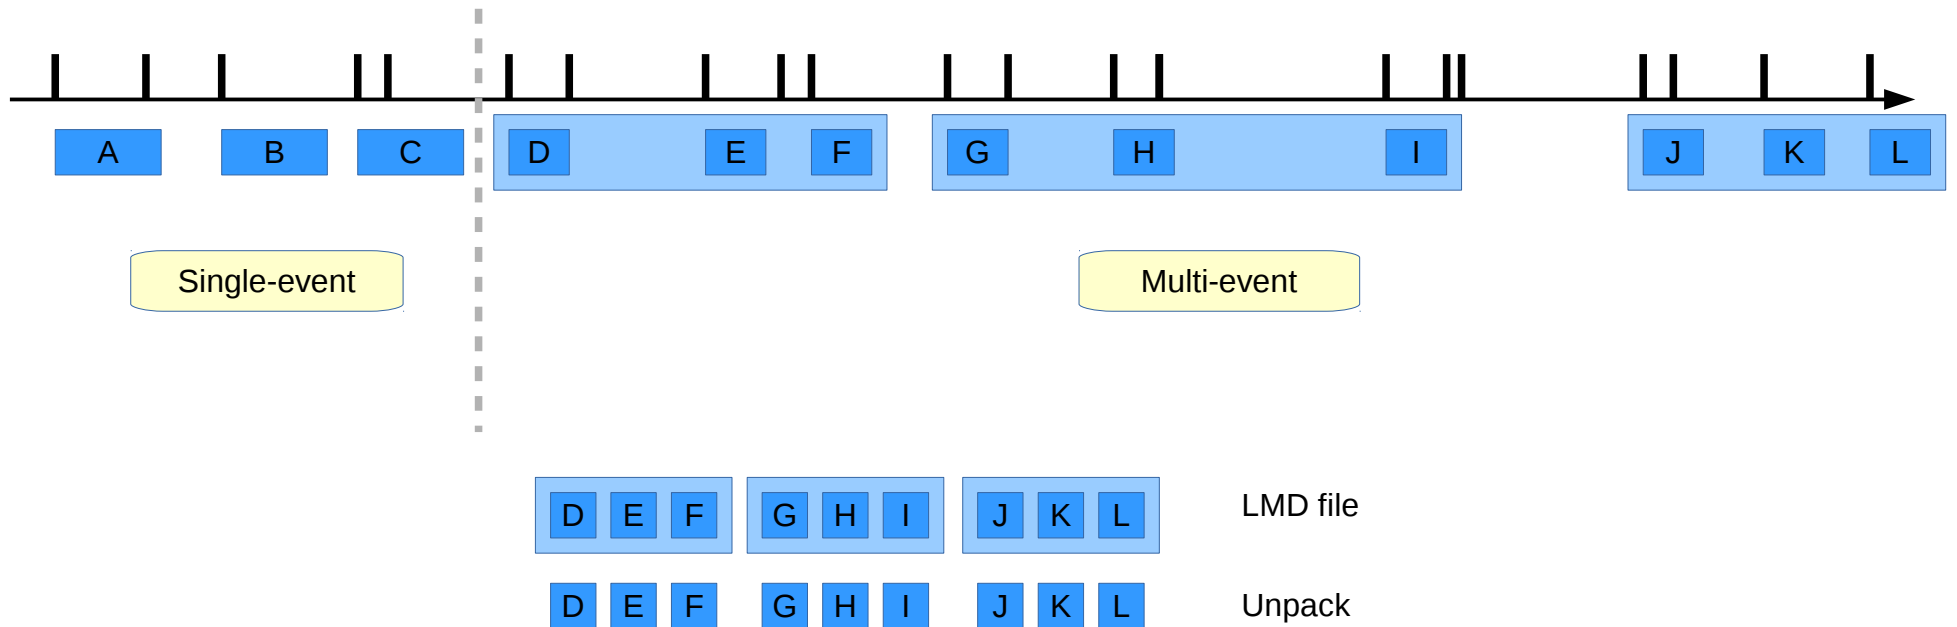 A B C D E F G H I J K L
Single-event Multi-event
D E F G H I J K L LMD file
D E F G H I J K L Unpack